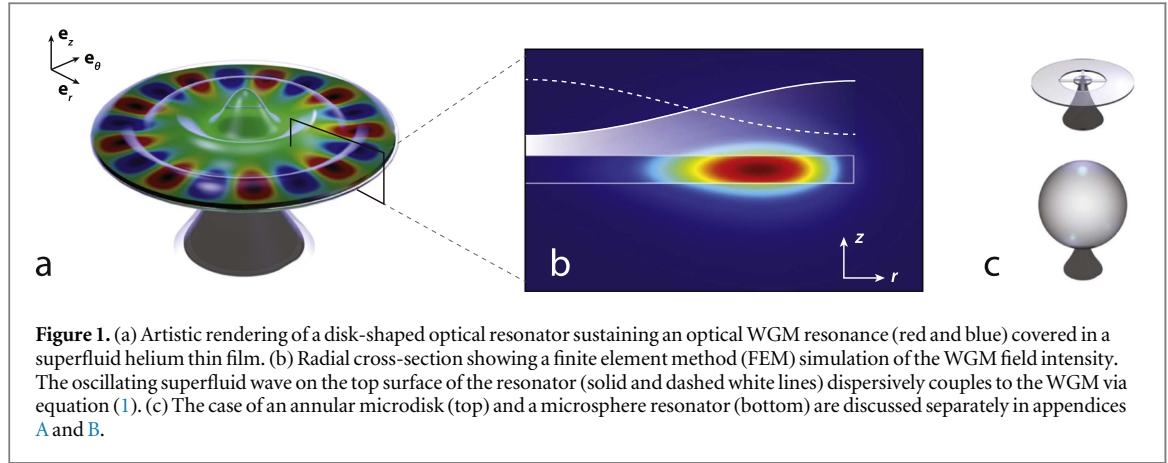 e_z
e_θ
e_r
z
r
a
b
c
Figure 1. (a) Artistic rendering of a disk-shaped optical resonator sustaining an optical WGM resonance (red and blue) covered in a
superfluid helium thin film. (b) Radial cross-section showing a finite element method (FEM) simulation of the WGM field intensity.
The oscillating superfluid wave on the top surface of the resonator (solid and dashed white lines) dispersively couples to the WGM via
equation (1). (c) The case of an annular microdisk (top) and a microsphere resonator (bottom) are discussed separately in appendices
A and B.